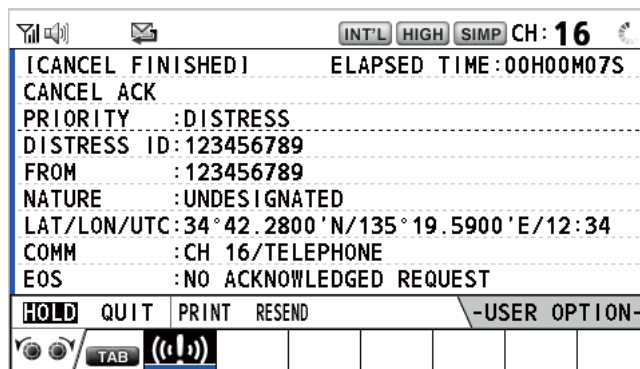 INT'L HIGH SIMP CH: 16
[CANCEL FINISHED] ELAPSED TIME:00H00M07S
CANCEL ACK
PRIORITY :DISTRESS
DISTRESS ID:123456789
FROM :123456789
NATURE :UNDESIGNATED
LAT/LON/UTC:34°42.2800'N/135°19.5900'E/12:34
COMM :CH 16/TELEPHONE
EOS :NO ACKNOWLEDGED REQUEST
HOLD QUIT PRINT RESEND -USER OPTION-
TAB